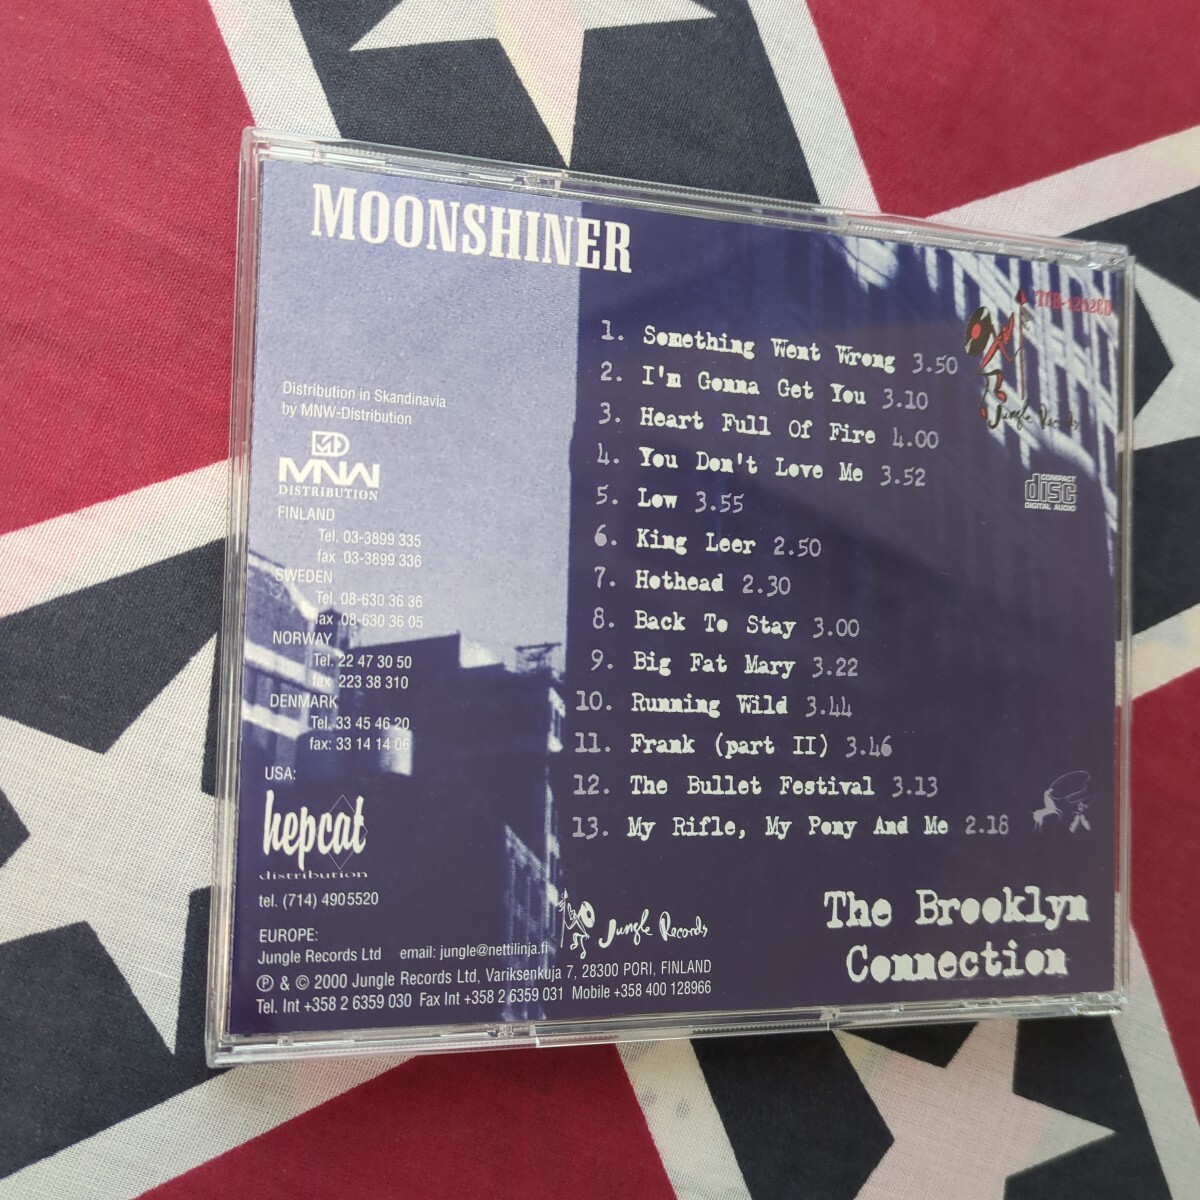 MOONSHINER
1. Something Went Wrong 3.50
2. I'm Gonna Get You 3.10
3. Heart Full Of Fire 4.00
4. You Don't Love Me 3.52
5. Low 3.55
6. King Leer 2.50
7. Hothead 2.30
8. Back To Stay 3.00
9. Big Fat Mary 3.22
10. Running Wild 3.44
11. Frank (part II) 3.46
12. The Bullet Festival 3.13
13. My Rifle, My Pony And Me 2.18
Jungle Records
COMPACT
disc
DIGITAL AUDIO
Distribution in Skandinavia
by MNW-Distribution
MNW
DISTRIBUTION
FINLAND
Tel. 03-3899 335
fax 03-3899 336
SWEDEN
Tel. 08-630 36 36
fax 08-630 36 05
NORWAY
Tel. 22 47 30 50
fax 223 38 310
DENMARK
Tel. 33 45 46 20
fax: 33 14 14 06
USA:
hepcat
distribution
tel. (714) 4905520
EUROPE:
Jungle Records Ltd email: jungle@nettilinja.fi
℗ & © 2000 Jungle Records Ltd, Variksenkuja 7, 28300 PORI, FINLAND
Tel. Int +358 2 6359 030 Fax Int +358 2 6359 031 Mobile +358 400 128966
Jungle Records
The Brooklyn
Connection